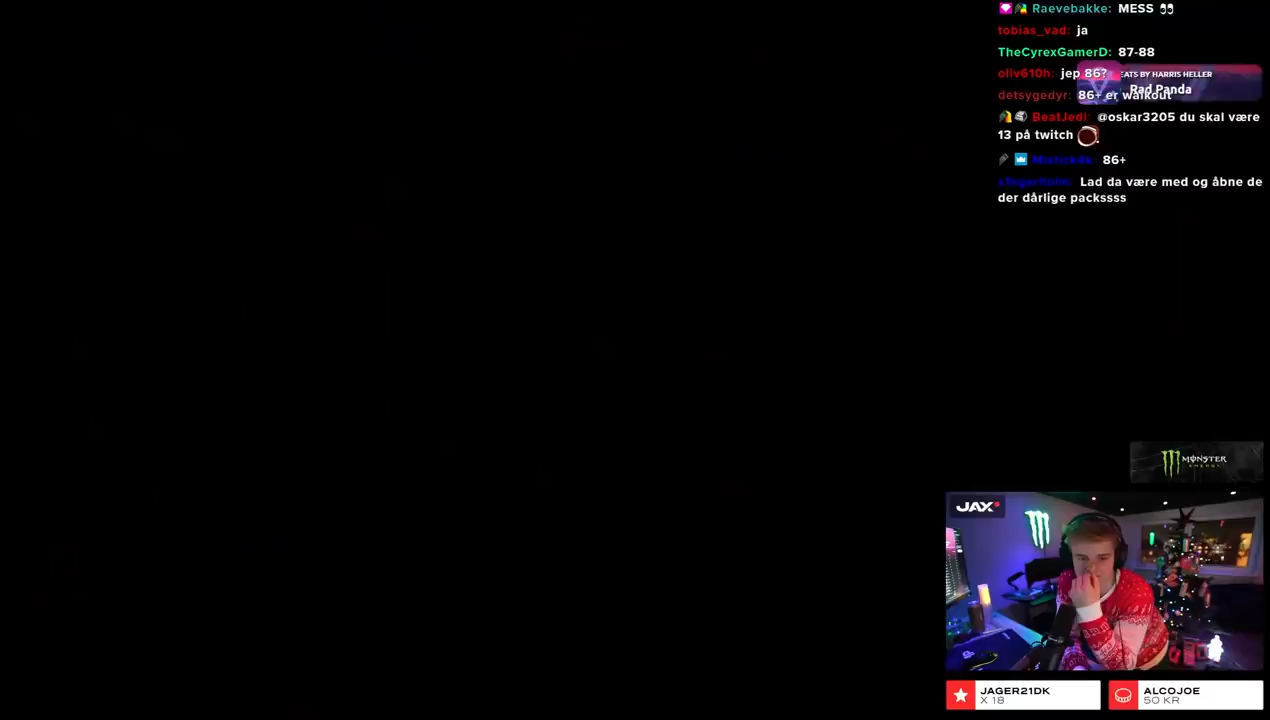 Raevebakke: MESS 👀
tobias_vad: ja
TheCyrexGamerD: 87-88
oliv610h: jep 86?
EATS BY HARRIS HELLER
Rad Panda
detsygedyr: 86+ er walkout
BeatJedi: @oskar3205 du skal være
13 på twitch
86+
Lad da være med og åbne de
der dårlige packssss
MONSTER
ENERGY
JAX
JAGER21DK
X 18
ALCOJOE
50 KR